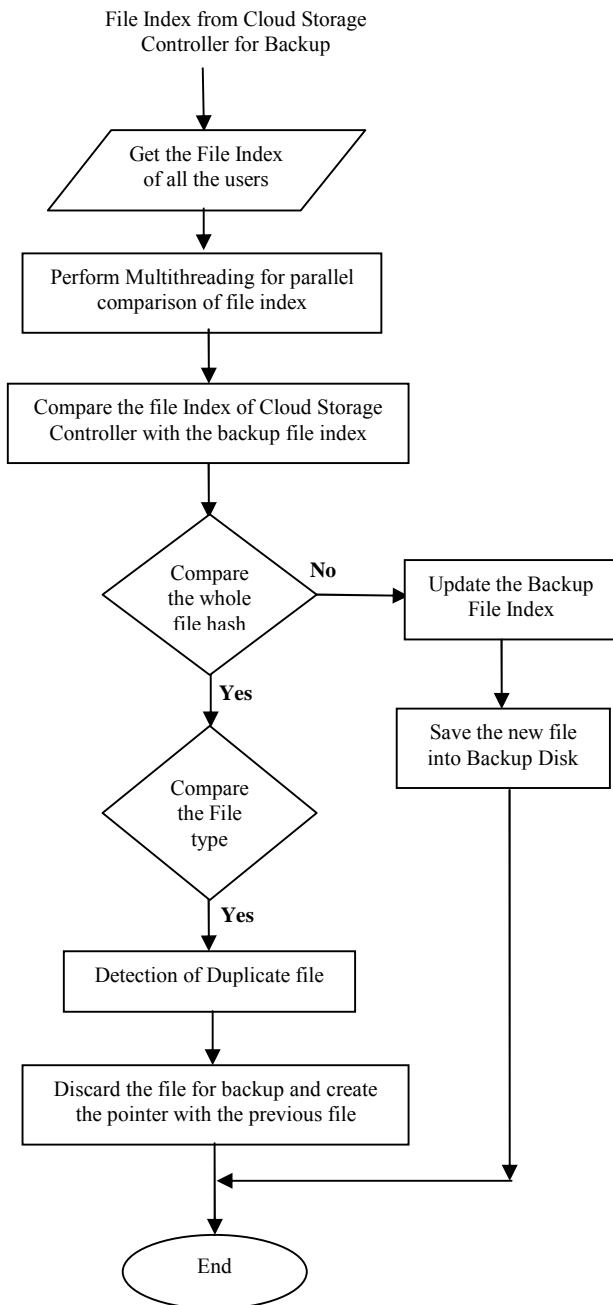 File Index from Cloud Storage
Controller for Backup
Get the File Index
of all the users
Perform Multithreading for parallel
comparison of file index
Compare the file Index of Cloud Storage
Controller with the backup file index
Compare
the whole
file hash
No
Update the Backup
File Index
Yes
Save the new file
into Backup Disk
Compare
the File
type
Yes
Detection of Duplicate file
Discard the file for backup and create
the pointer with the previous file
End